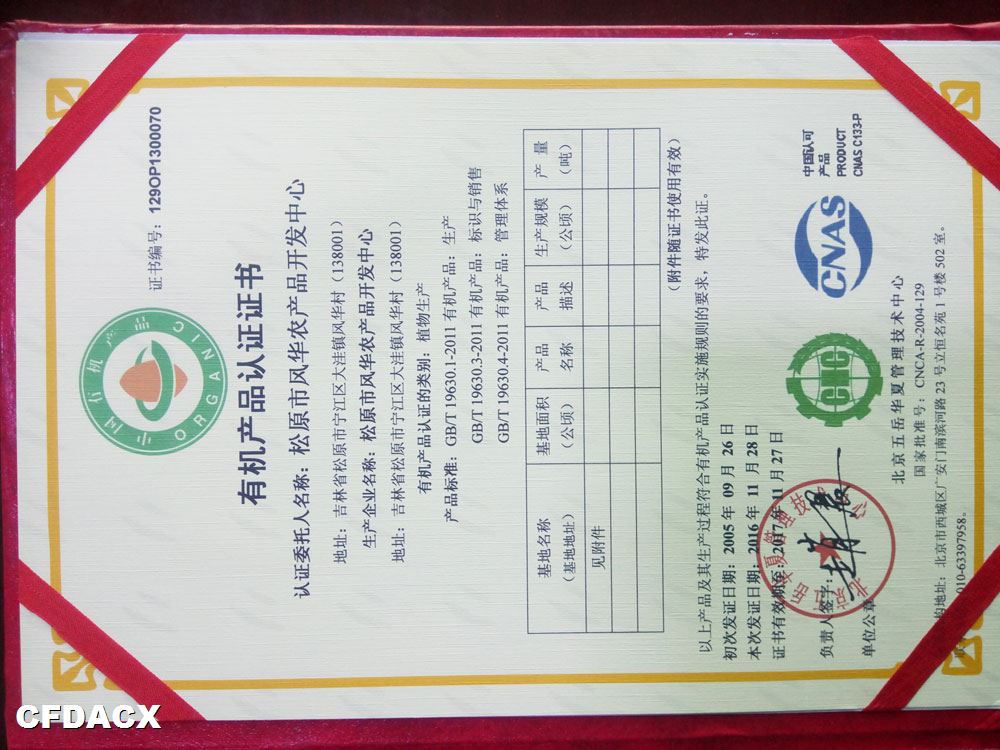 证书编号：129OP1300070
中国有机产品
ORGANIC
有机产品认证证书
认证委托人名称：松原市风华农产品开发中心
地址：吉林省松原市宁江区大洼镇风华村（138001）
生产企业名称：松原市风华农产品开发中心
地址：吉林省松原市宁江区大洼镇风华村（138001）
有机产品认证的类别：植物生产
产品标准：GB/T 19630.1-2011 有机产品：生产
GB/T 19630.3-2011 有机产品：标识与销售
GB/T 19630.4-2011 有机产品：管理体系
基地名称（基地地址） 基地面积（公顷） 产品名称 产品描述 生产规模（公顷） 产量（吨）
见附件
（附件随证书使用有效）
以上产品及其生产过程符合有机产品认证实施规则的要求，特发此证。
初次发证日期：2005 年 09 月 26 日
本次发证日期：2016 年 11 月 28 日
证书有效期至：2017 年 11 月 27 日
负责人签字：
单位公章
CHC
CNAS
中国认可
产品
PRODUCT
CNAS C133-P
北京五岳华夏管理技术中心
国家批准号：CNCA-R-2004-129
构地址：北京市西城区广安门南滨河路 23 号立恒名苑 1 号楼 502 室。
010-63397958。
CFDACX